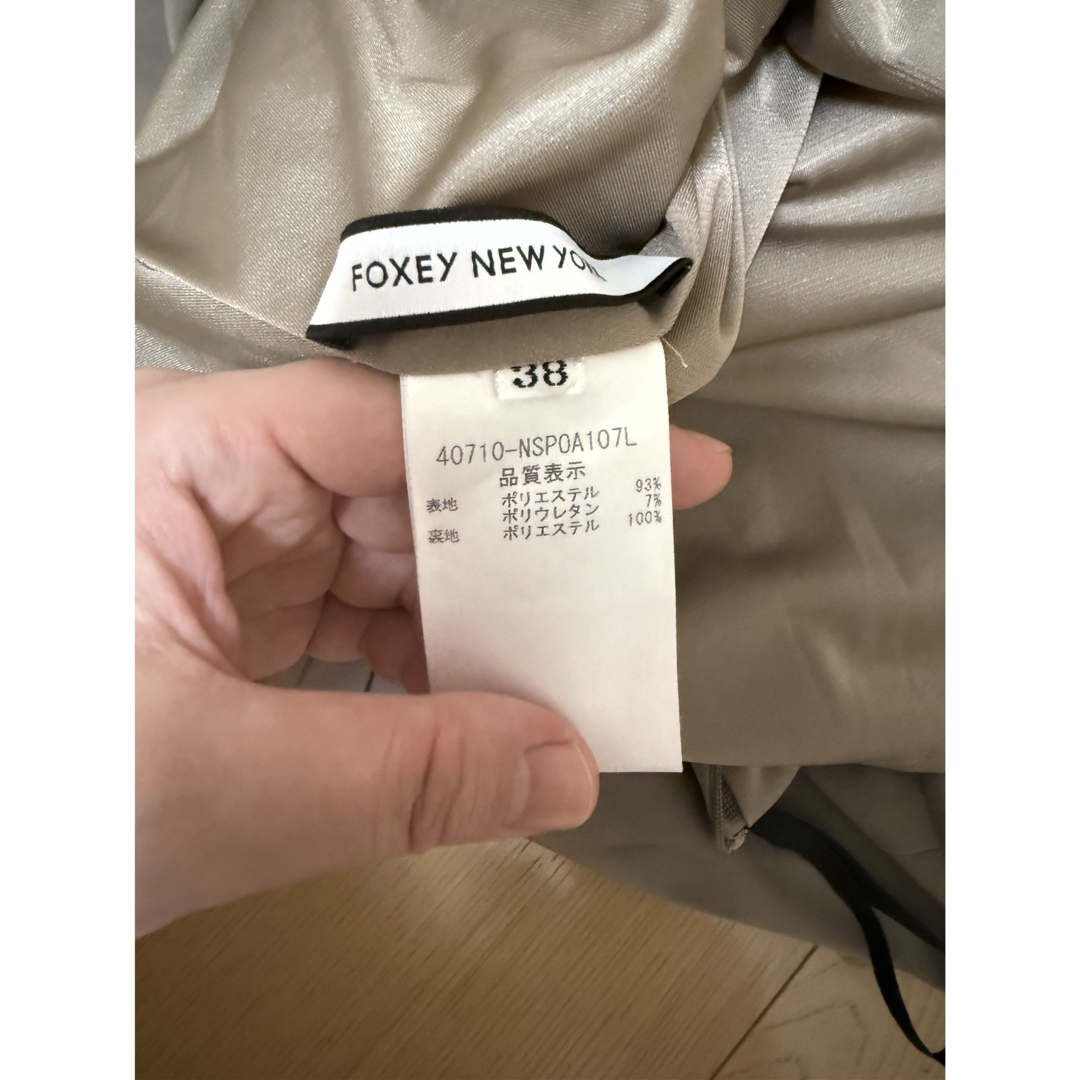 FOXEY NEW YORK
38
40710-NSPOA107L
品質表示
表地 ポリエステル 93%
ポリウレタン 7%
裏地 ポリエステル 100%